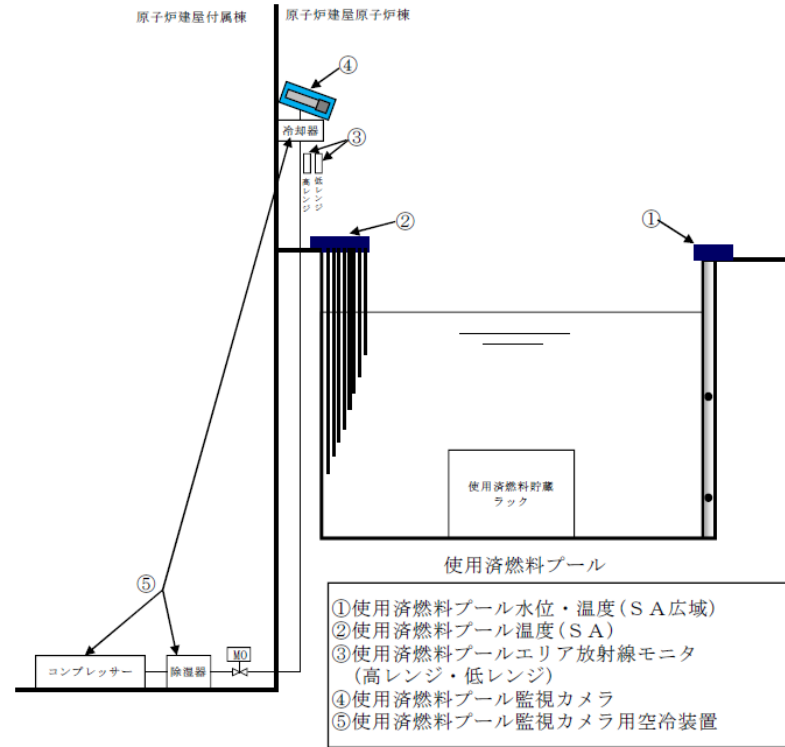 原子炉建屋付属棟
原子炉建屋原子炉棟
④
冷却器
③
高レンジ
低レンジ
②
①
使用済燃料貯蔵
ラック
使用済燃料プール
⑤
コンプレッサー
除湿器
MO
①使用済燃料プール水位・温度(ＳＡ広域)
②使用済燃料プール温度(ＳＡ)
③使用済燃料プールエリア放射線モニタ
(高レンジ・低レンジ)
④使用済燃料プール監視カメラ
⑤使用済燃料プール監視カメラ用空冷装置